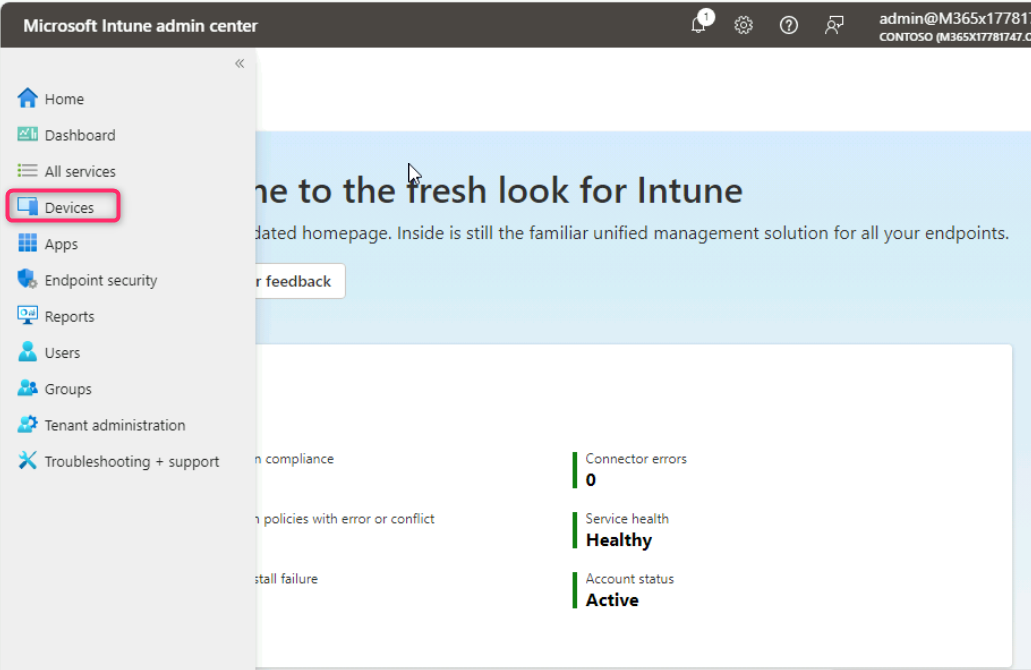 Microsoft Intune admin center
1
admin@M365x17781
CONTOSO (M365X17781747.O
Home
Dashboard
All services
Devices
Apps
Endpoint security
Reports
Users
Groups
Tenant administration
Troubleshooting + support
ne to the fresh look for Intune
dated homepage. Inside is still the familiar unified management solution for all your endpoints.
r feedback
n compliance
Connector errors
0
n policies with error or conflict
Service health
Healthy
stall failure
Account status
Active